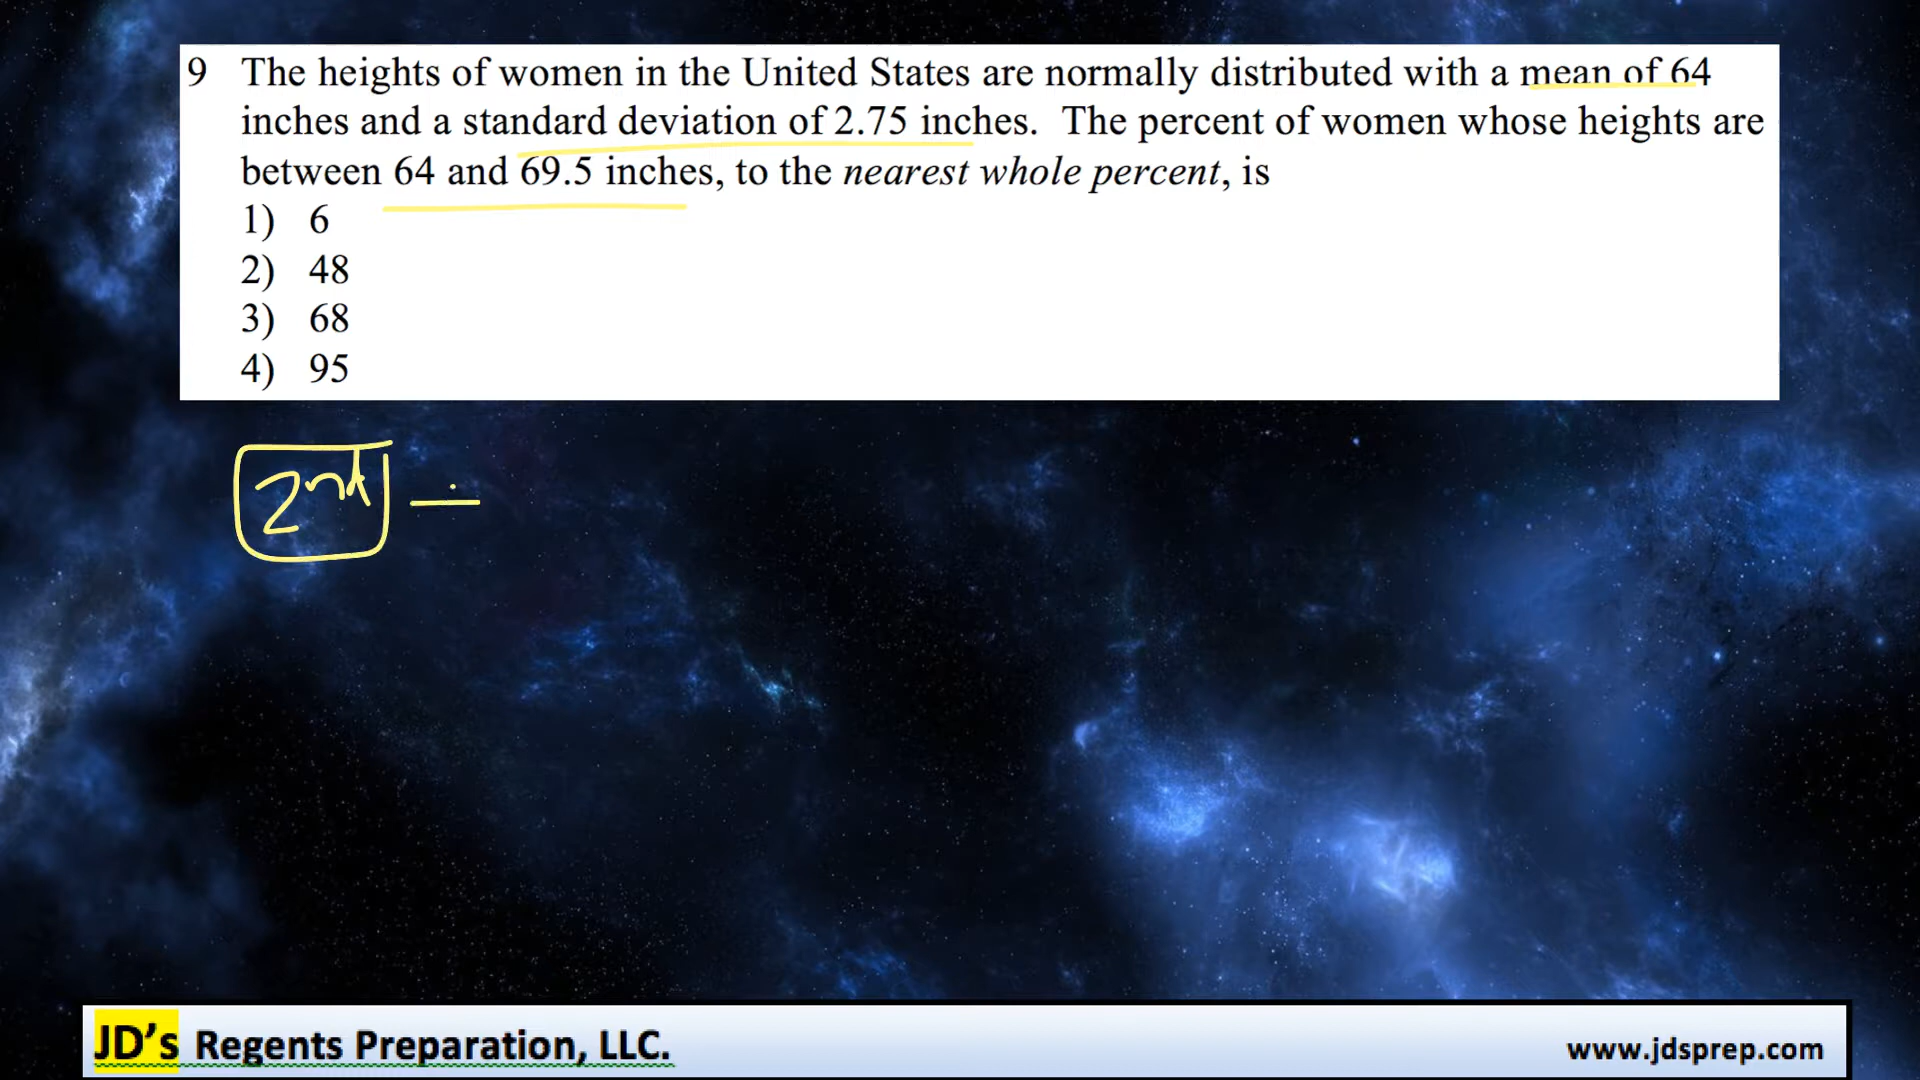 9 The heights of women in the United States are normally distributed with a mean of 64
inches and a standard deviation of 2.75 inches. The percent of women whose heights are
between 64 and 69.5 inches, to the nearest whole percent, is
1) 6
2) 48
3) 68
4) 95
2nd
JD's Regents Preparation, LLC.
www.jdsprep.com